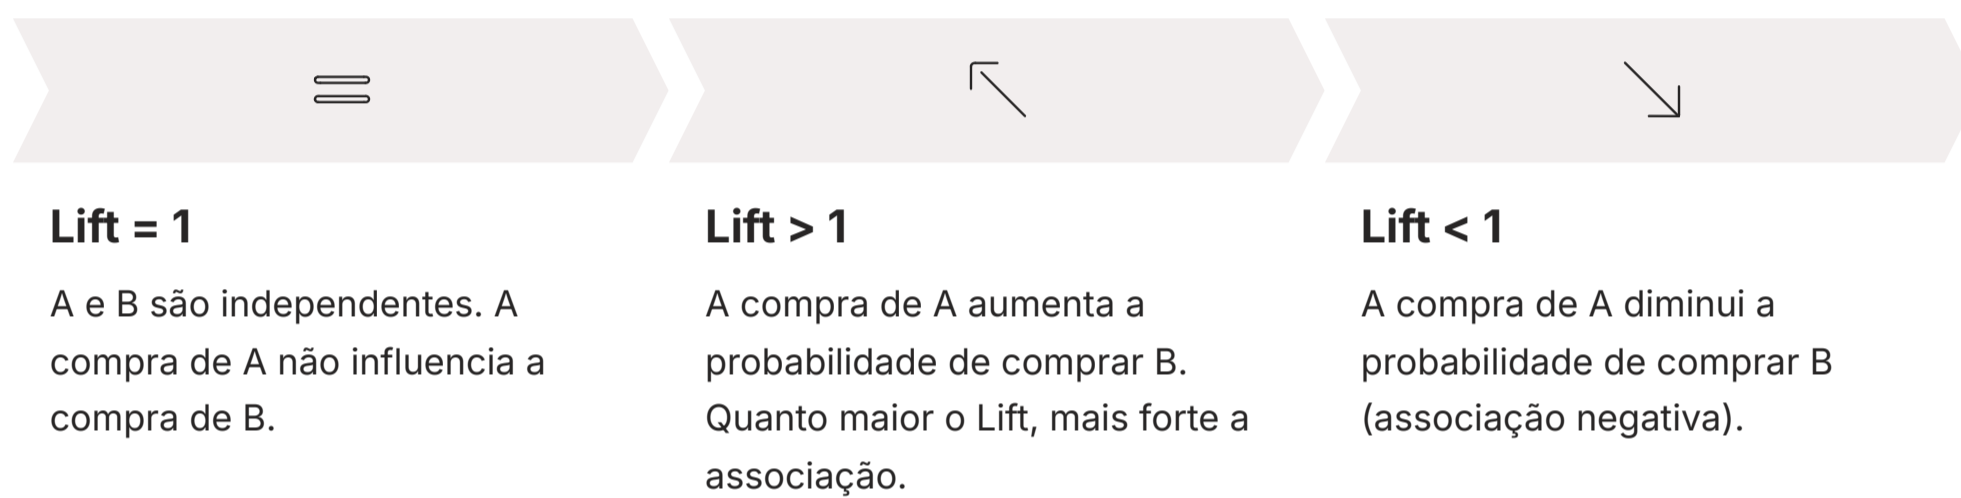 Lift = 1
A e B são independentes. A
compra de A não influencia a
compra de B.
Lift > 1
A compra de A aumenta a
probabilidade de comprar B.
Quanto maior o Lift, mais forte a
associação.
Lift < 1
A compra de A diminui a
probabilidade de comprar B
(associação negativa).